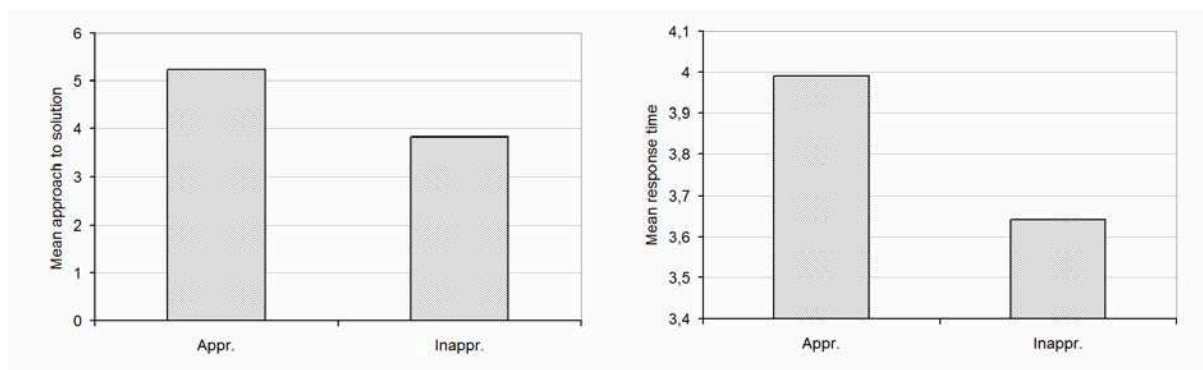 Mean approach to solution
6
5
4
3
2
1
0
Appr.
Inappr.
Mean response time
4,1
4
3,9
3,8
3,7
3,6
3,5
3,4
Appr.
Inappr.